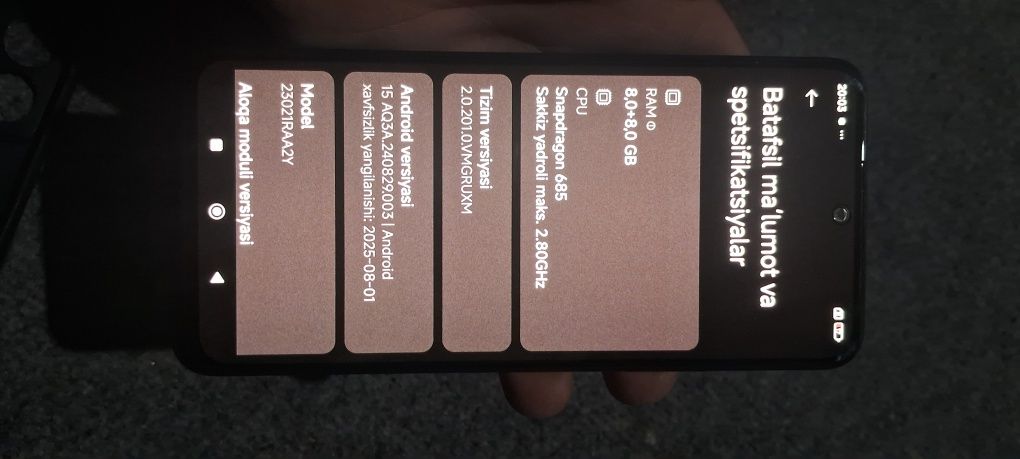 20:03
Batafsil ma'lumot va
spetsifikatsiyalar
RAM
8,0+8,0 GB
CPU
Snapdragon 685
Sakkiz yadroli maks. 2.80GHz
Tizim versiyasi
2.0.201.0.VMGRUXM
Android versiyasi
15 AQ3A.240829.003 | Android
xavfsizlik yangilanishi: 2025-08-01
Model
23021RAA2Y
Aloqa moduli versiyasi